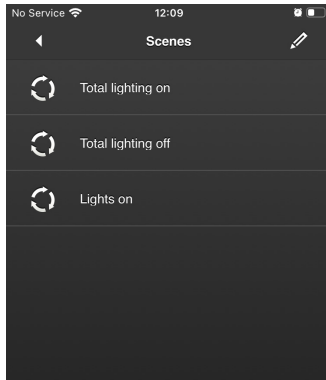 No Service 12:09
Scenes
Total lighting on
Total lighting off
Lights on